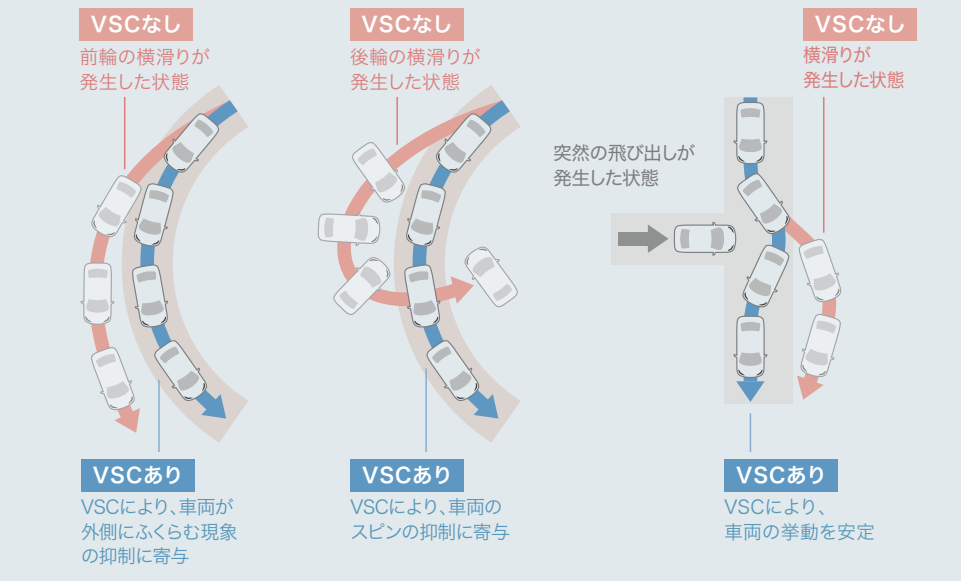 VSCなし
前輪の横滑りが
発生した状態
VSCなし
後輪の横滑りが
発生した状態
VSCなし
横滑りが
発生した状態
突然の飛び出しが
発生した状態
VSCあり
VSCにより、車両が
外側にふくらむ現象
の抑制に寄与
VSCあり
VSCにより、車両の
スピンの抑制に寄与
VSCあり
VSCにより、
車両の挙動を安定